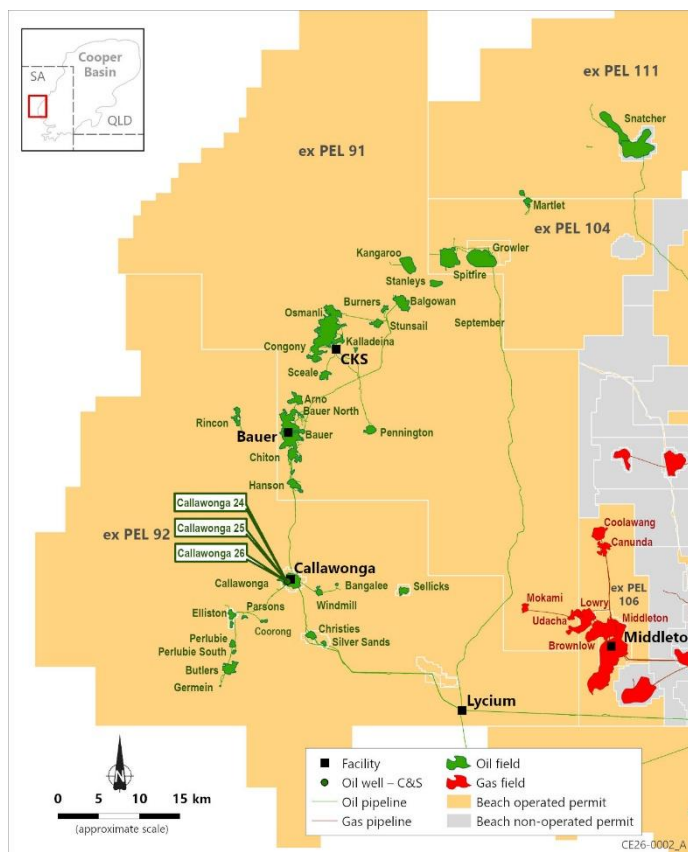 Cooper
Basin
SA
QLD
ex PEL 111
Snatcher
ex PEL 91
Martlet
ex PEL 104
Kangaroo
Growler
Spitfire
Stanleys
Burners
Balgowan
Osmanli
Stunsail
September
Kalladeina
Congony
CKS
Sceale
Arno
Bauer North
Rincon
Bauer
Bauer
Pennington
Chiton
Hanson
Callawonga 24
Callawonga 25
Callawonga 26
ex PEL 92
Coolawang
Canunda
Callawonga
Callawonga
Bangalee
Sellicks
Windmill
ex PEL
106
Elliston
Parsons
Coorong
Mokami
Lowry
Udacha
Middleton
Christies
Silver Sands
Perlubie
Perlubie South
Brownlow
Middleto
Butlers
Germein
Lycium
N
0 5 10 15 km
(approximate scale)
Facility
Oil field
Oil well – C&S
Gas field
Oil pipeline
Beach operated permit
Gas pipeline
Beach non-operated permit
CE26-0002_A